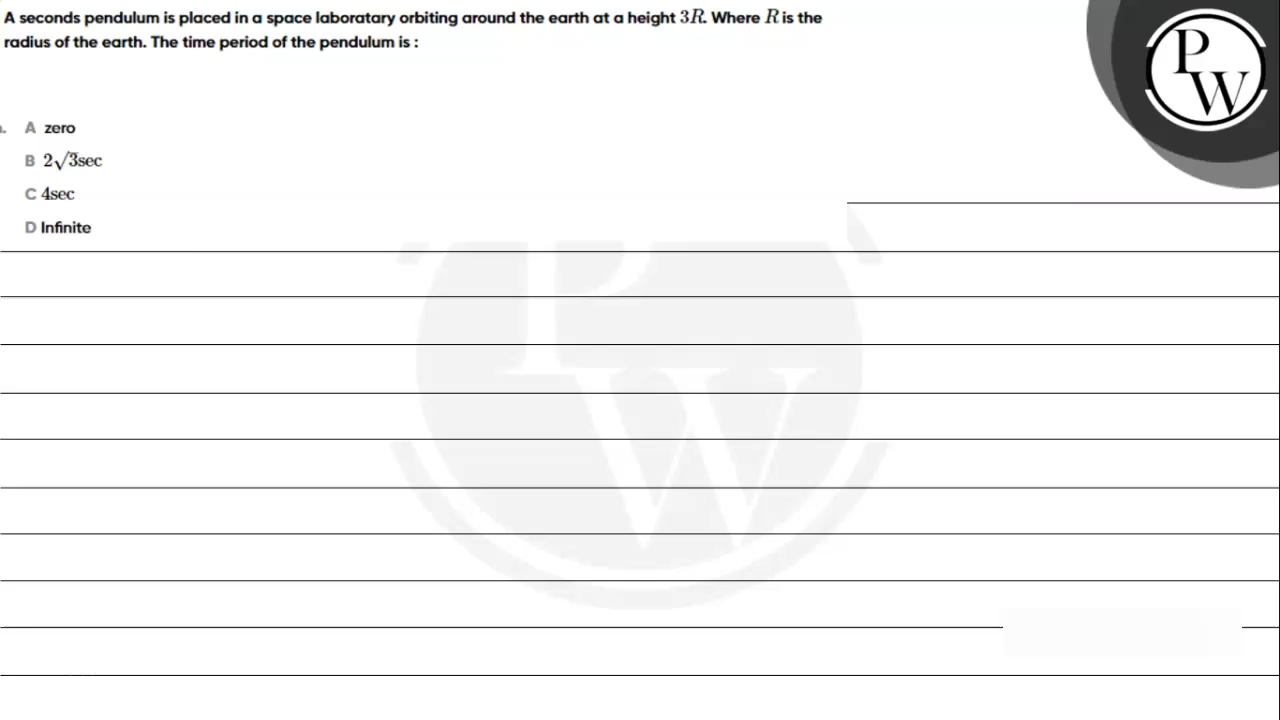 A seconds pendulum is placed in a space laboratary orbiting around the earth at a height 3R. Where R is the
radius of the earth. The time period of the pendulum is :
A zero
B 2√3sec
C 4sec
D Infinite
P
W
P
W